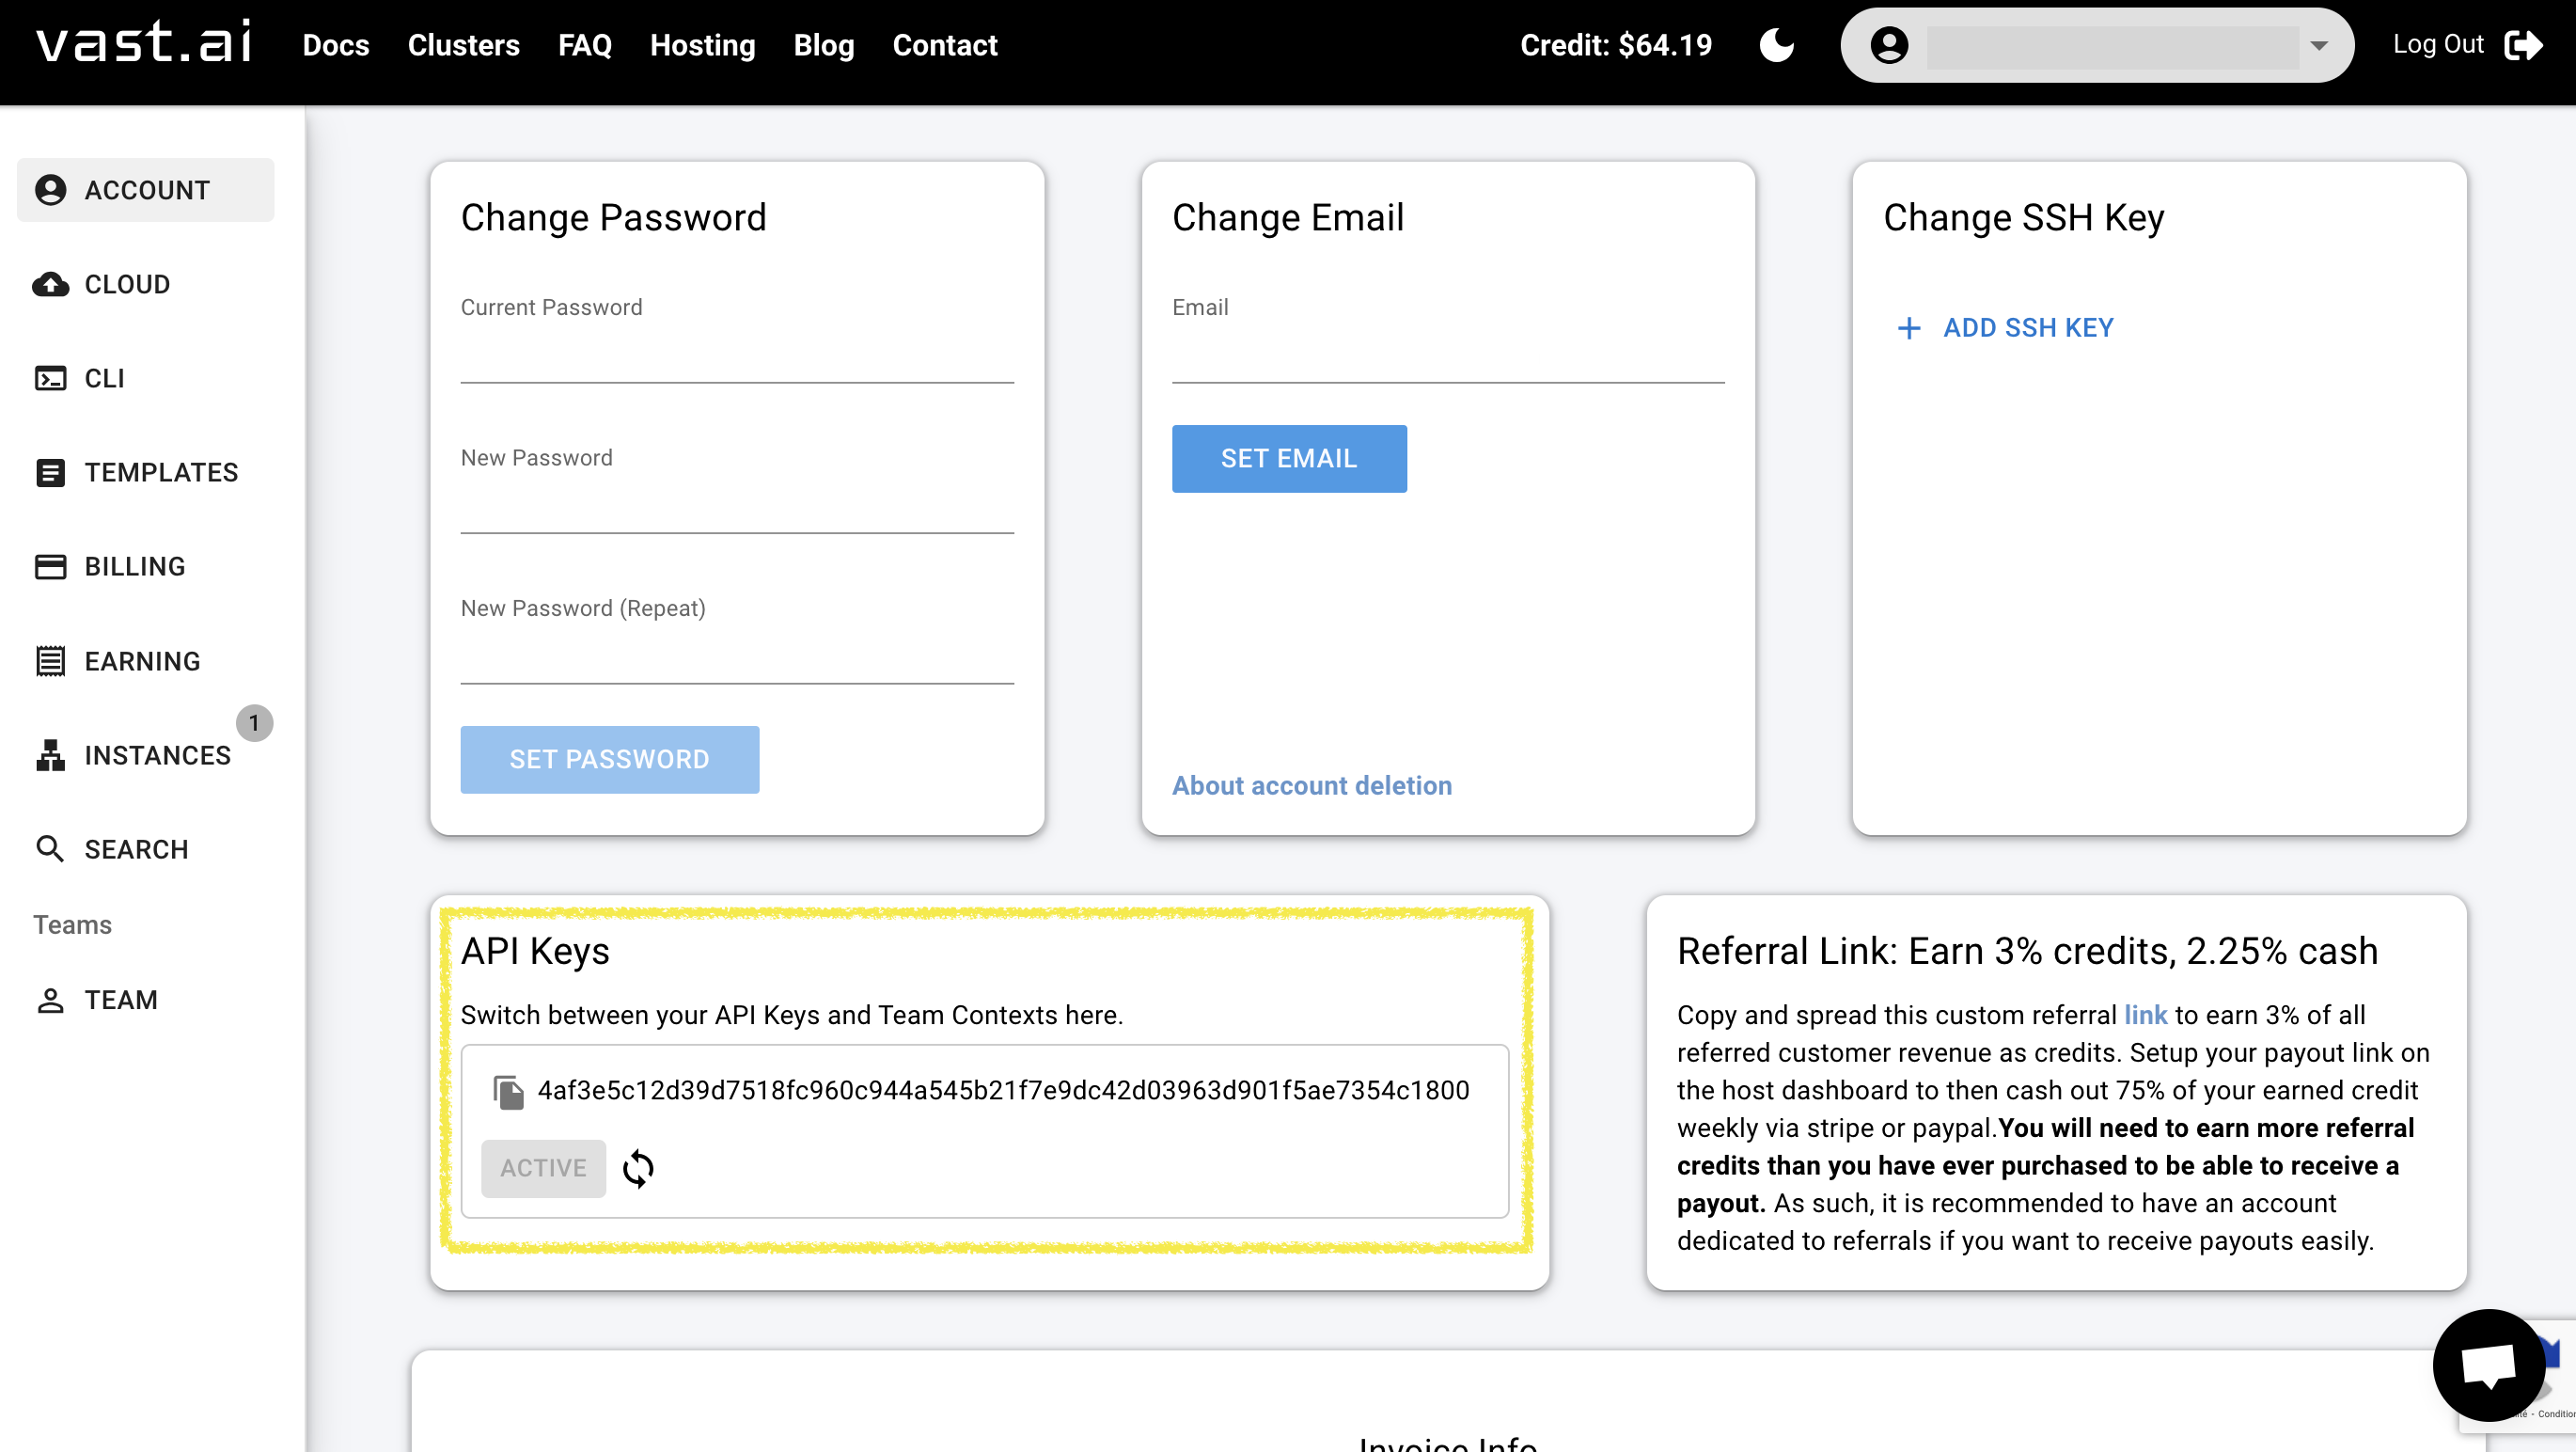 vast.ai Docs Clusters FAQ Hosting Blog Contact Credit: $64.19 Log Out
ACCOUNT
CLOUD
CLI
TEMPLATES
BILLING
EARNING
1
INSTANCES
SEARCH
Teams
TEAM
Change Password
Current Password
New Password
New Password (Repeat)
SET PASSWORD
Change Email
Email
SET EMAIL
About account deletion
Change SSH Key
+ ADD SSH KEY
API Keys
Switch between your API Keys and Team Contexts here.
4af3e5c12d39d7518fc960c944a545b21f7e9dc42d03963d901f5ae7354c1800
ACTIVE
Referral Link: Earn 3% credits, 2.25% cash
Copy and spread this custom referral link to earn 3% of all
referred customer revenue as credits. Setup your payout link on
the host dashboard to then cash out 75% of your earned credit
weekly via stripe or paypal.You will need to earn more referral
credits than you have ever purchased to be able to receive a
payout. As such, it is recommended to have an account
dedicated to referrals if you want to receive payouts easily.
Invoice Info